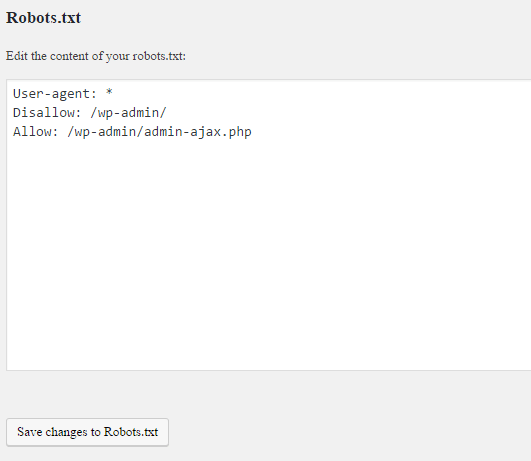 Robots.txt
Edit the content of your robots.txt:
User-agent: *
Disallow: /wp-admin/
Allow: /wp-admin/admin-ajax.php
Save changes to Robots.txt